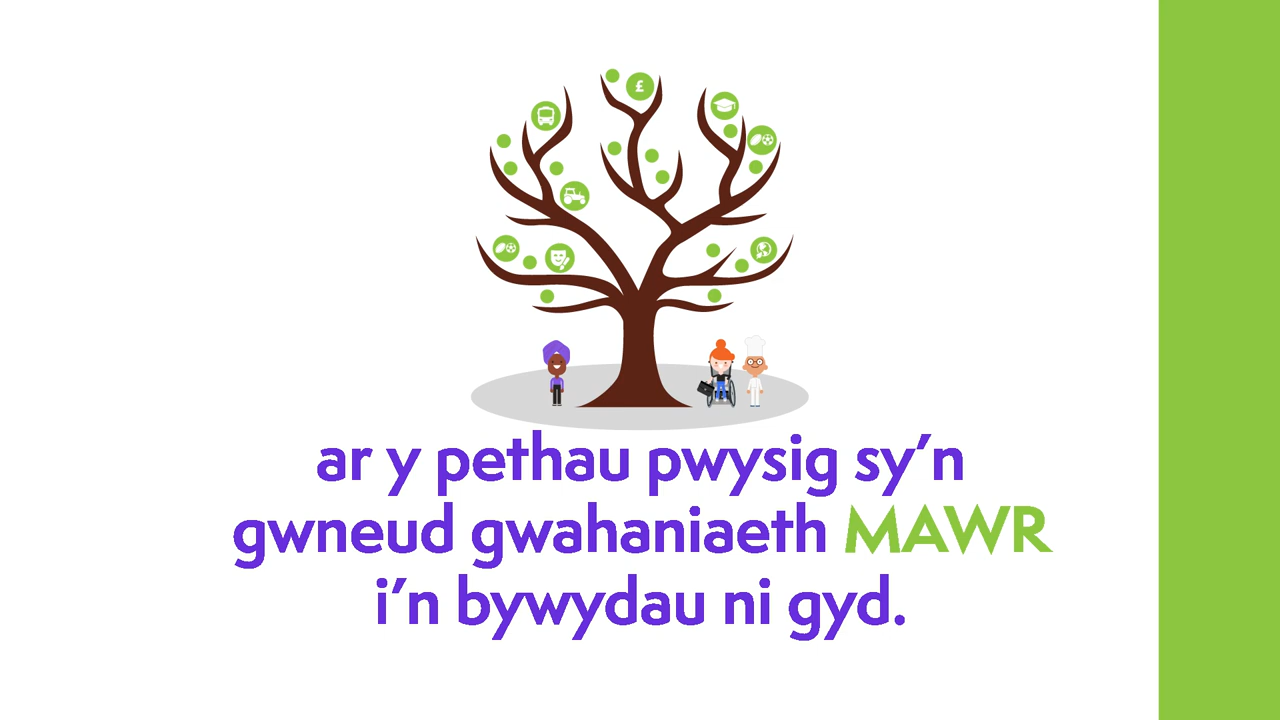 £
ar y pethau pwysig sy’n
gwneud gwahaniaeth MAWR
i’n bywydau ni gyd.